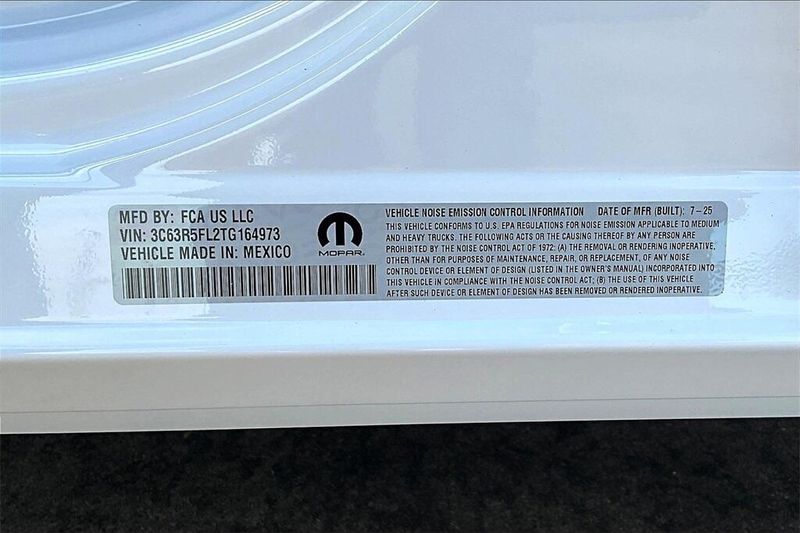 MFD BY: FCA US LLC
VIN: 3C63R5FL2TG164973
VEHICLE MADE IN: MEXICO
MOPAR
VEHICLE NOISE EMISSION CONTROL INFORMATION DATE OF MFR (BUILT): 7-25
THIS VEHICLE CONFORMS TO U.S. EPA REGULATIONS FOR NOISE EMISSION APPLICABLE TO MEDIUM
AND HEAVY TRUCKS. THE FOLLOWING ACTS OR THE CAUSING THEREOF BY ANY PERSON ARE
PROHIBITED BY THE NOISE CONTROL ACT OF 1972: (A) THE REMOVAL OR RENDERING INOPERATIVE,
OTHER THAN FOR PURPOSES OF MAINTENANCE, REPAIR, OR REPLACEMENT, OF ANY NOISE
CONTROL DEVICE OR ELEMENT OF DESIGN (LISTED IN THE OWNER'S MANUAL) INCORPORATED INTO
THIS VEHICLE IN COMPLIANCE WITH THE NOISE CONTROL ACT; (B) THE USE OF THIS VEHICLE
AFTER SUCH DEVICE OR ELEMENT OF DESIGN HAS BEEN REMOVED OR RENDERED INOPERATIVE.